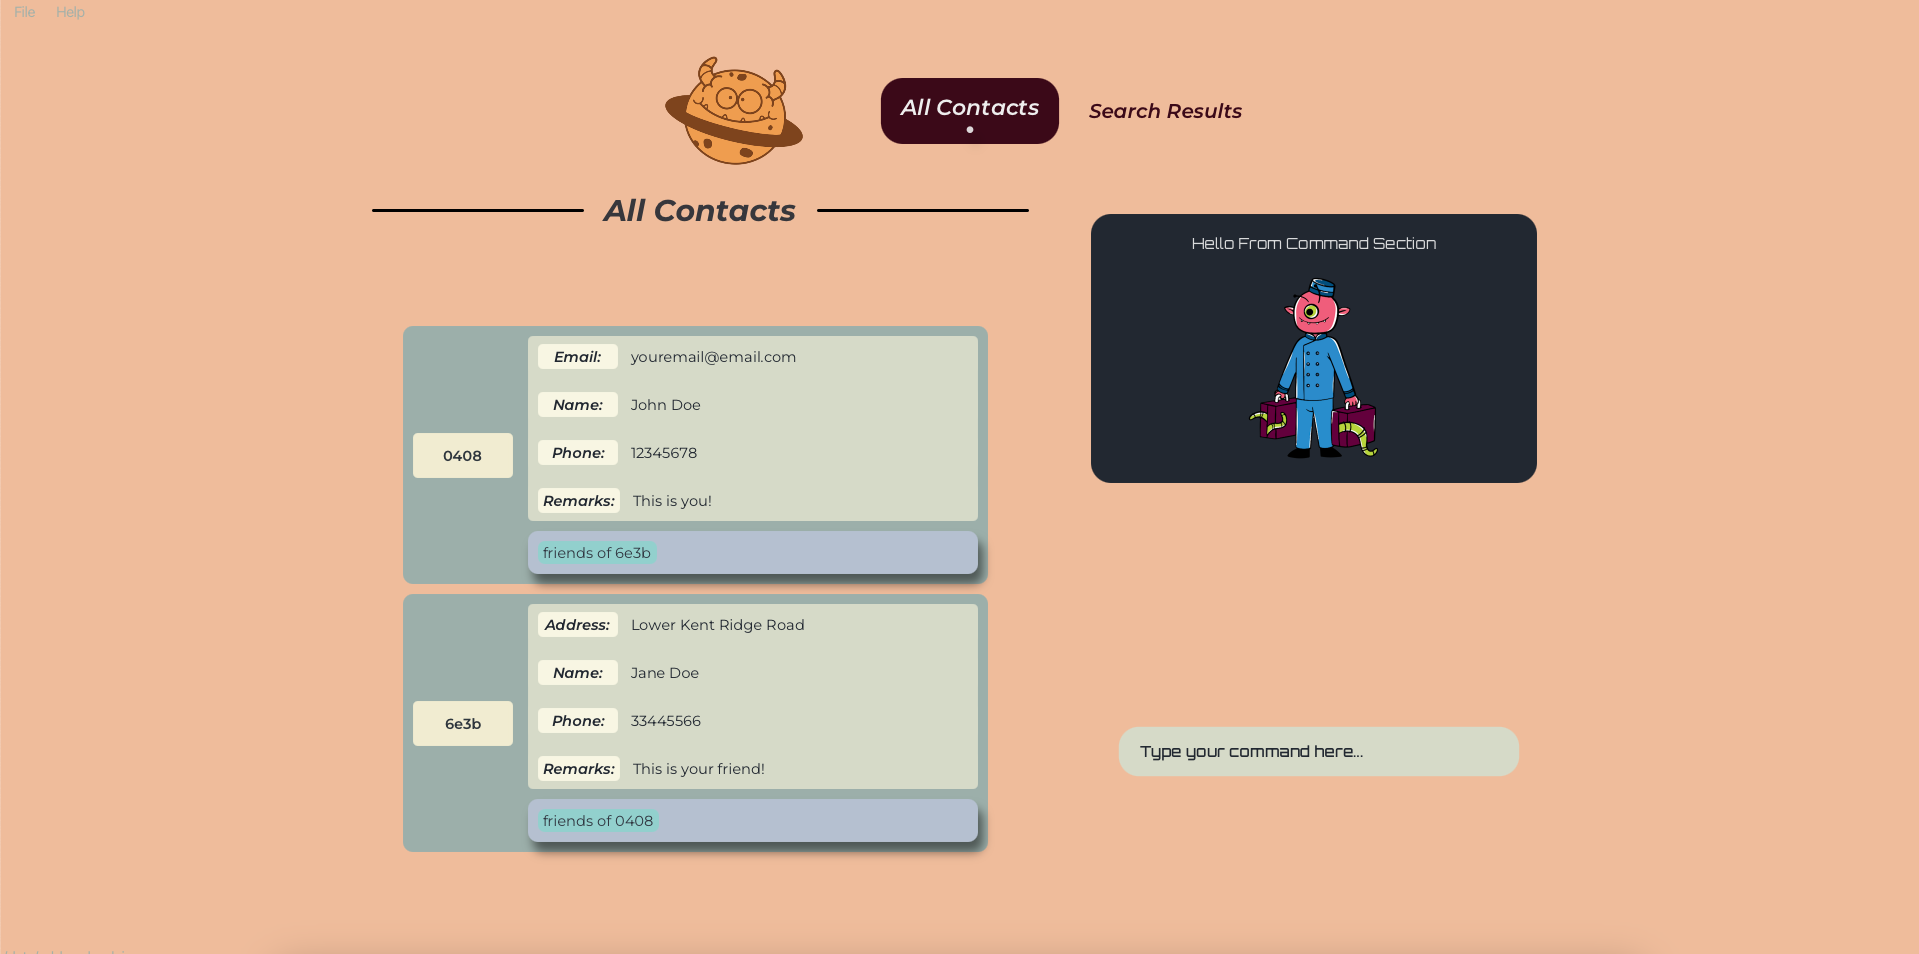 File Help
All Contacts
Search Results
All Contacts
Email: youremail@email.com
Name: John Doe
Phone: 12345678
Remarks: This is you!
0408
friends of 6e3b
Address: Lower Kent Ridge Road
Name: Jane Doe
Phone: 33445566
Remarks: This is your friend!
6e3b
friends of 0408
Hello From Command Section
Type your command here...